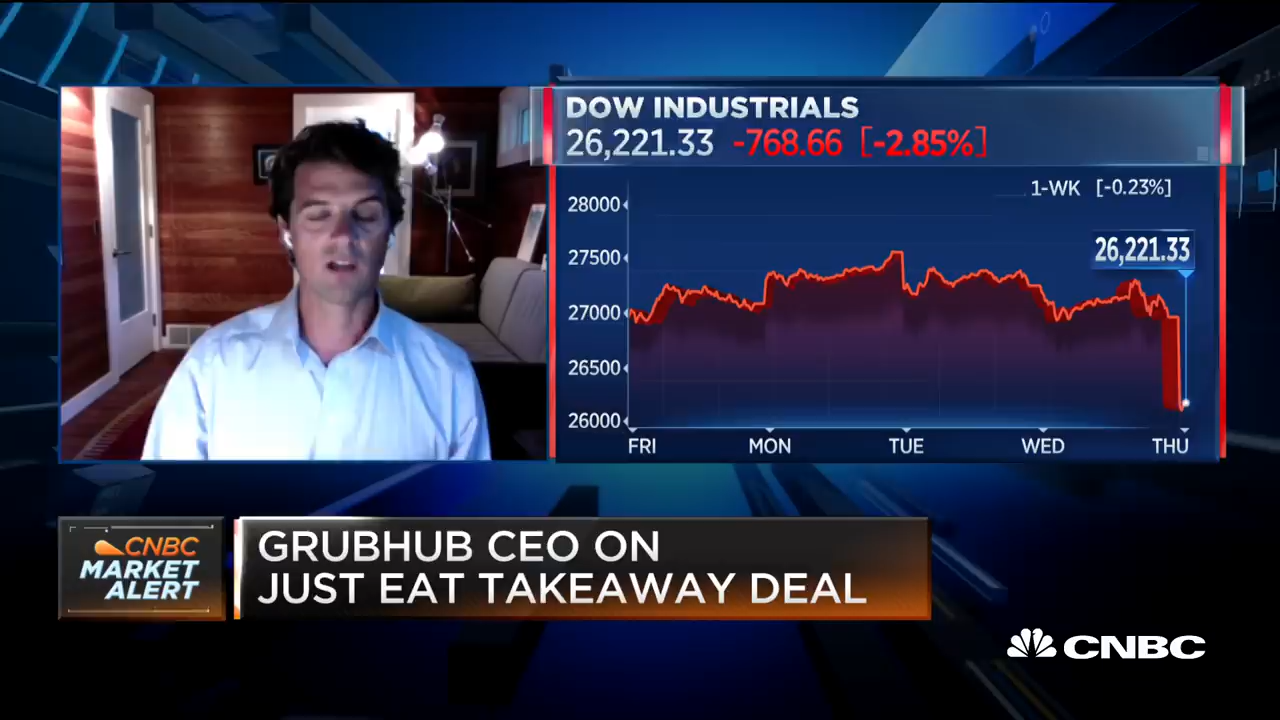 DOW INDUSTRIALS
26,221.33 -768.66 [-2.85%]
1-WK [-0.23%]
28000
27500
27000
26500
26000
26,221.33
FRI MON TUE WED THU
CNBC
MARKET
ALERT
GRUBHUB CEO ON
JUST EAT TAKEAWAY DEAL
CNBC